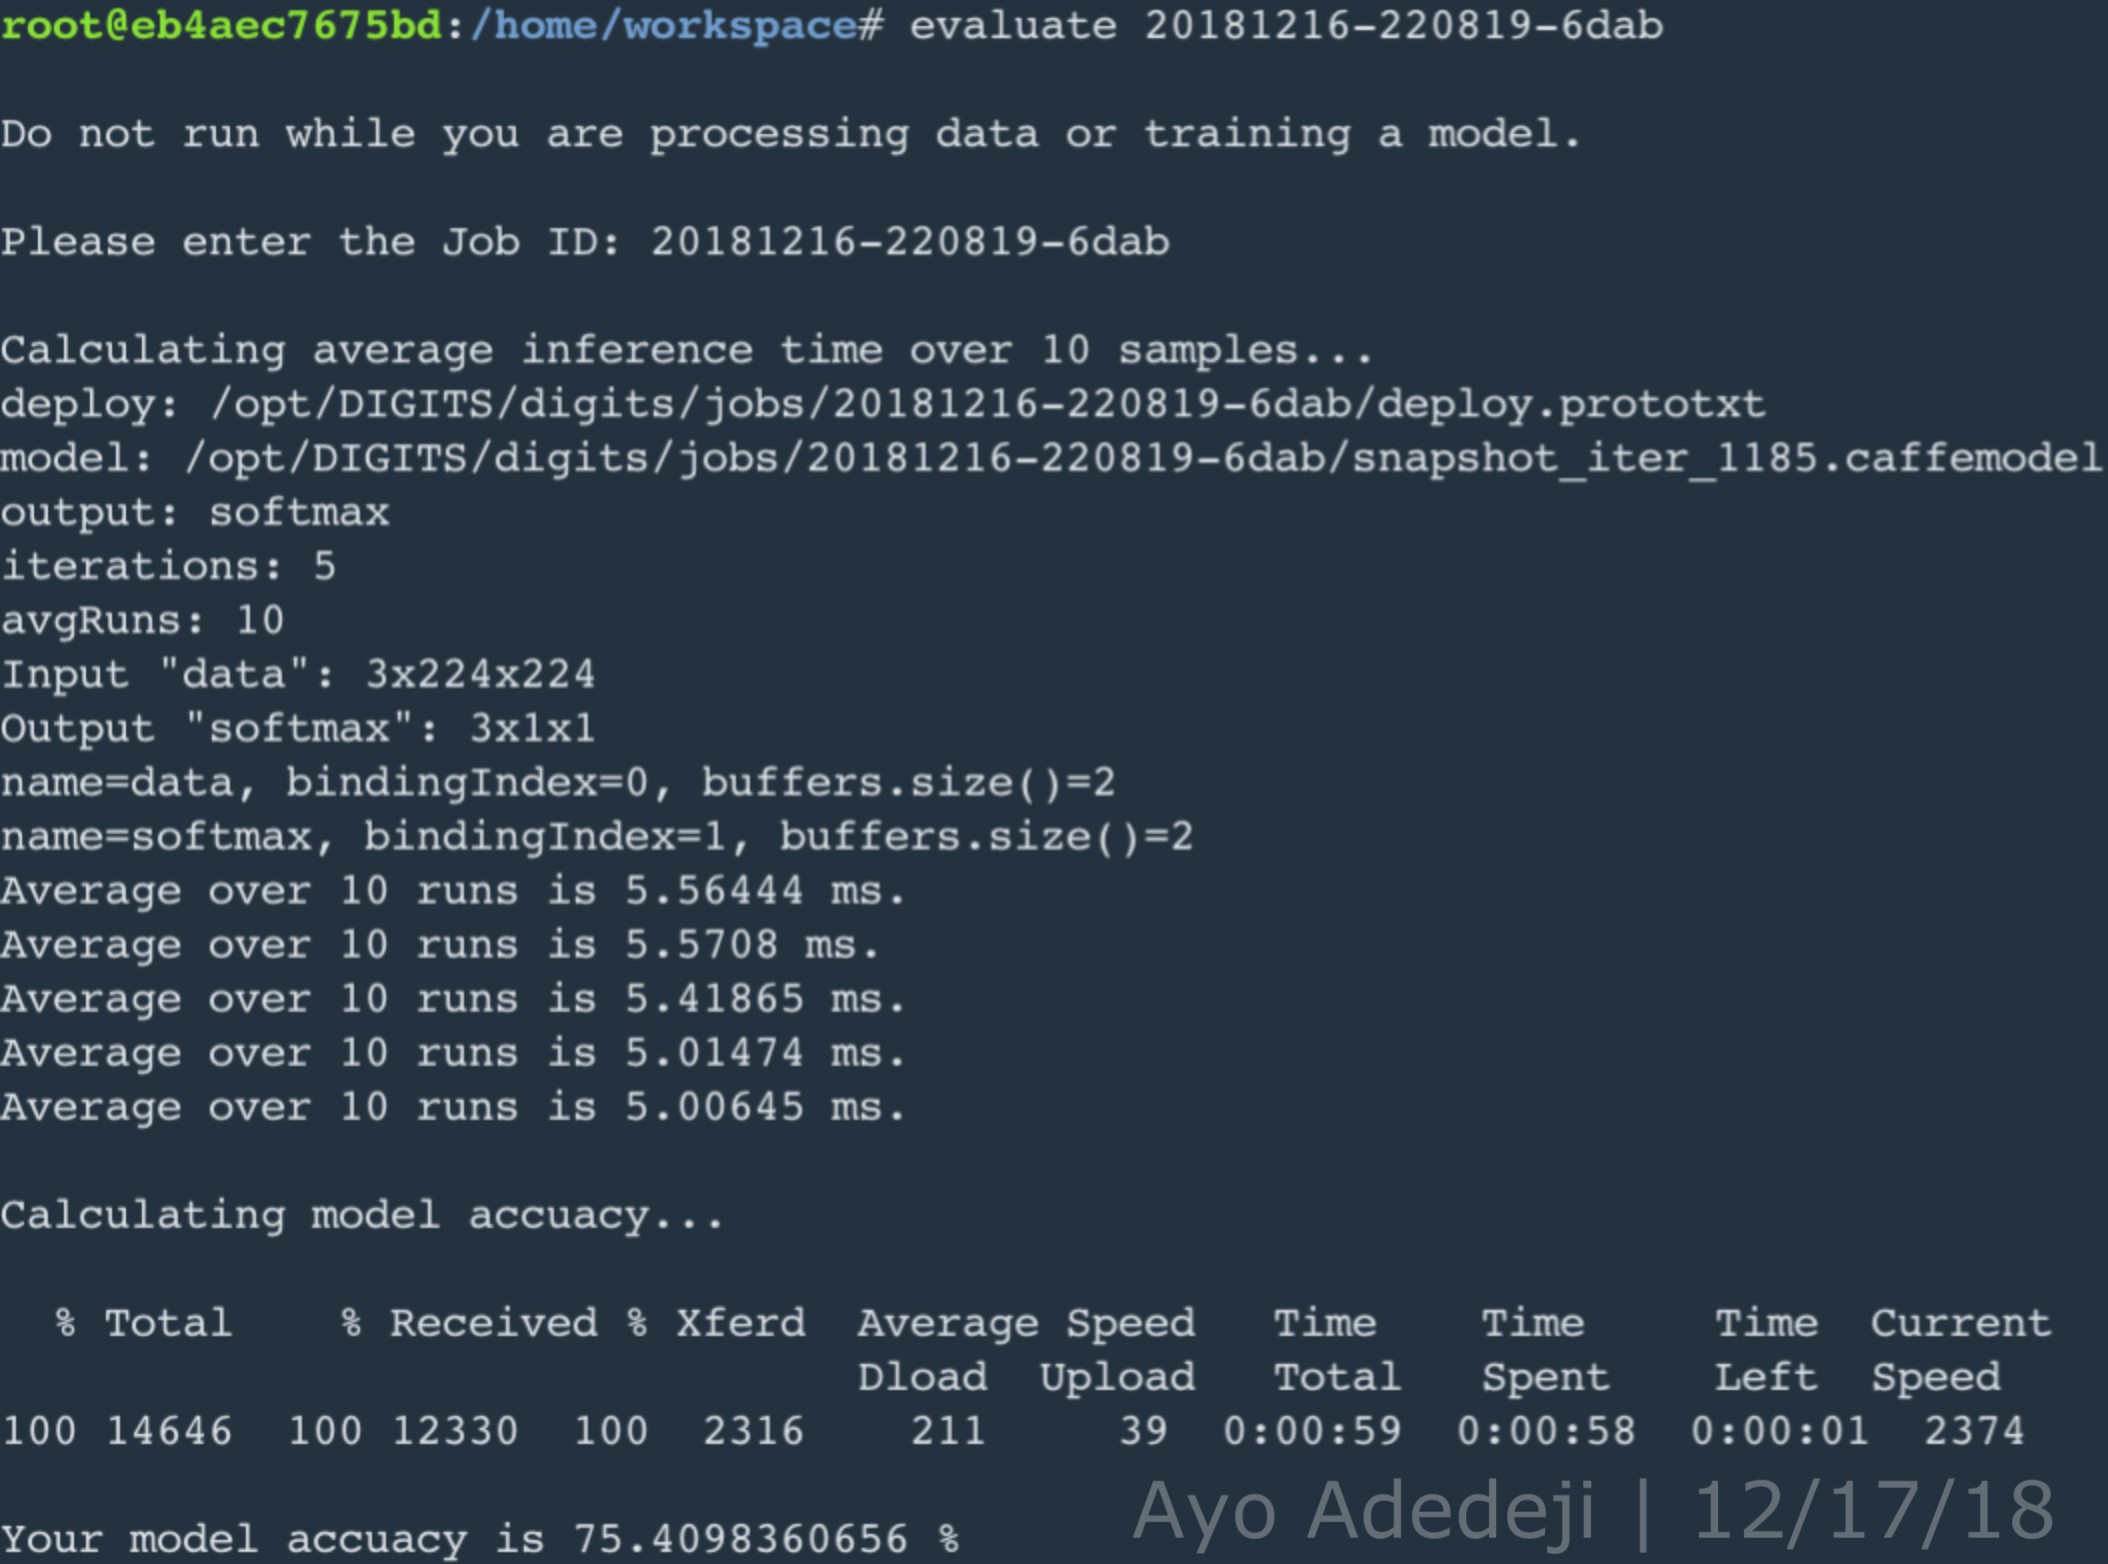 root@eb4aec7675bd:/home/workspace# evaluate 20181216-220819-6dab
Do not run while you are processing data or training a model.
Please enter the Job ID: 20181216-220819-6dab
Calculating average inference time over 10 samples...
deploy: /opt/DIGITS/digits/jobs/20181216-220819-6dab/deploy.prototxt
model: /opt/DIGITS/digits/jobs/20181216-220819-6dab/snapshot_iter_1185.caffemodel
output: softmax
iterations: 5
avgRuns: 10
Input "data": 3x224x224
Output "softmax": 3x1x1
name=data, bindingIndex=0, buffers.size()=2
name=softmax, bindingIndex=1, buffers.size()=2
Average over 10 runs is 5.56444 ms.
Average over 10 runs is 5.5708 ms.
Average over 10 runs is 5.41865 ms.
Average over 10 runs is 5.01474 ms.
Average over 10 runs is 5.00645 ms.
Calculating model accuacy...
% Total % Received % Xferd Average Speed Time Time Time Current
Dload Upload Total Spent Left Speed
100 14646 100 12330 100 2316 211 39 0:00:59 0:00:58 0:00:01 2374
Your model accuacy is 75.4098360656 %
Ayo Adedeji | 12/17/18